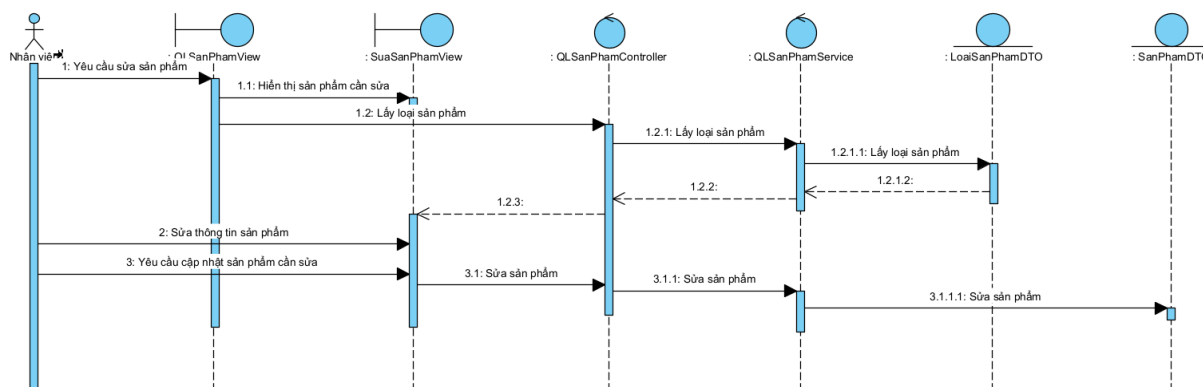 Nhân viên
: QLSanPhamView
: SuaSanPhamView
: QLSanPhamController
: QLSanPhamService
: LoaiSanPhamDTO
: SanPhamDTO
1: Yêu cầu sửa sản phẩm
1.1: Hiển thị sản phẩm cần sửa
1.2: Lấy loại sản phẩm
1.2.1: Lấy loại sản phẩm
1.2.1.1: Lấy loại sản phẩm
1.2.1.2:
1.2.2:
1.2.3:
2: Sửa thông tin sản phẩm
3: Yêu cầu cập nhật sản phẩm cần sửa
3.1: Sửa sản phẩm
3.1.1: Sửa sản phẩm
3.1.1.1: Sửa sản phẩm